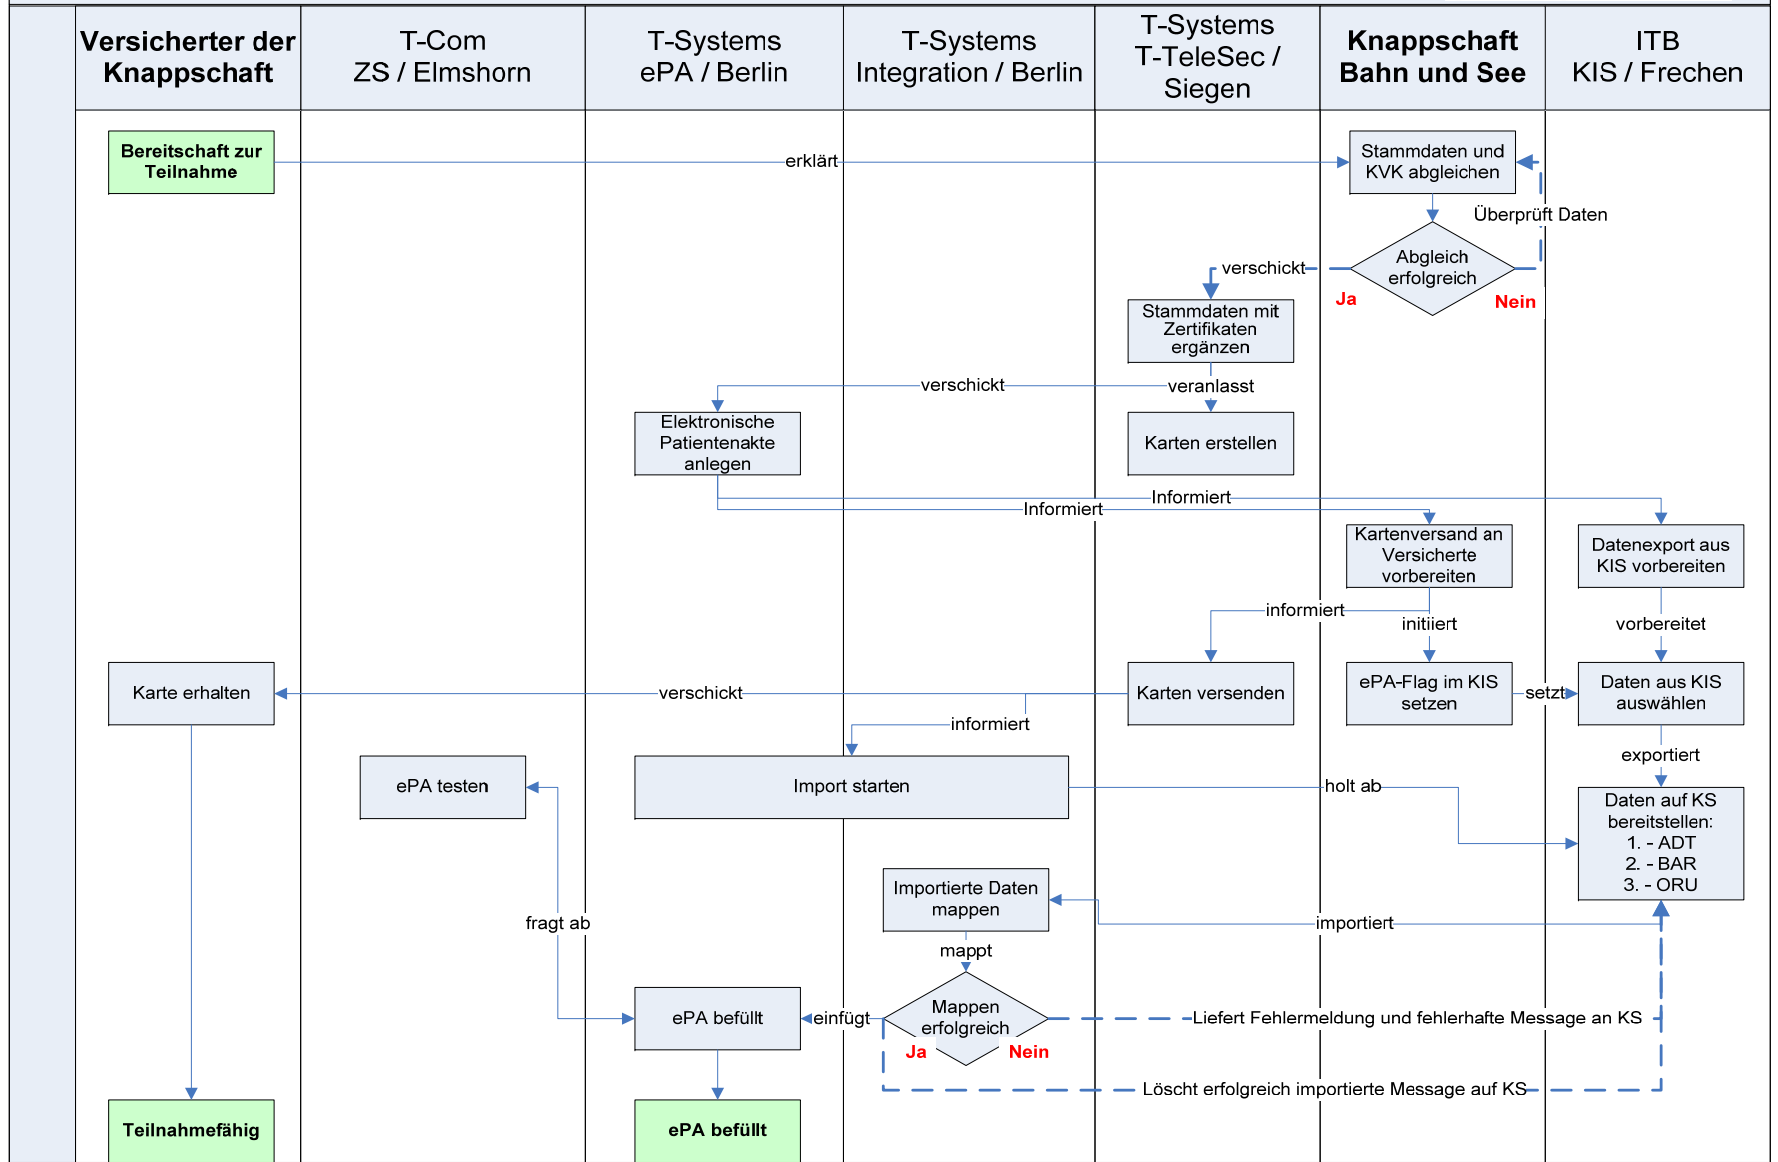 Versicherter der
Knappschaft
T-Com
ZS / Elmshorn
T-Systems
ePA / Berlin
T-Systems
Integration / Berlin
T-Systems
T-TeleSec /
Siegen
Knappschaft
Bahn und See
ITB
KIS / Frechen
Bereitschaft zur
Teilnahme
erklärt
Stammdaten und
KVK abgleichen
Überprüft Daten
Abgleich
erfolgreich
verschickt
Ja
Nein
Stammdaten mit
Zertifikaten
ergänzen
verschickt
veranlasst
Elektronische
Patientenakte
anlegen
Karten erstellen
Informiert
Informiert
Kartenversand an
Versicherte
vorbereiten
Datenexport aus
KIS vorbereiten
informiert
initiiert
vorbereitet
Karte erhalten
verschickt
Karten versenden
ePA-Flag im KIS
setzen
setzt
Daten aus KIS
auswählen
informiert
exportiert
ePA testen
Import starten
holt ab
Daten auf KS
bereitstellen:
1. - ADT
2. - BAR
3. - ORU
Importierte Daten
mappen
fragt ab
importiert
mappt
ePA befüllt
einfügt
Mappen
erfolgreich
Ja
Nein
Liefert Fehlermeldung und fehlerhafte Message an KS
Löscht erfolgreich importierte Message auf KS
Teilnahmefähig
ePA befüllt